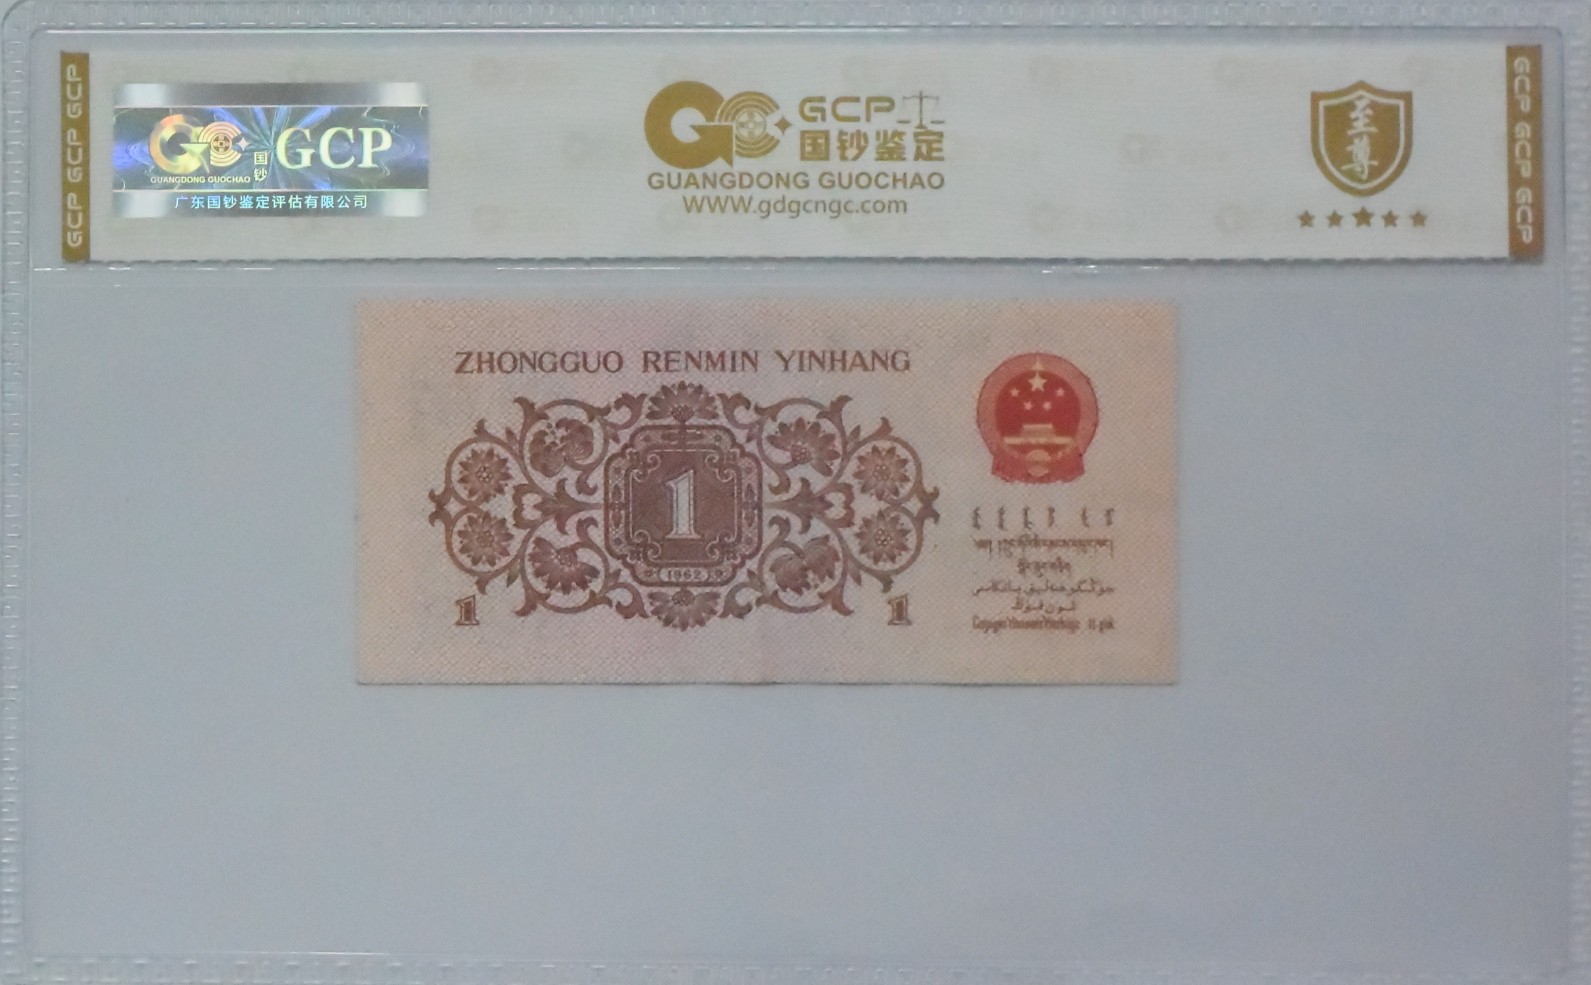 GCP GCP GCP
GUANGDONG GUOCHAO
国钞
GCP
广东国钞鉴定评估有限公司
GCP
国钞鉴定
GUANGDONG GUOCHAO
WWW.gdgcngc.com
至尊
GCP GCP GCP
ZHONGGUO RENMIN YINHANG
1
1962
1
1